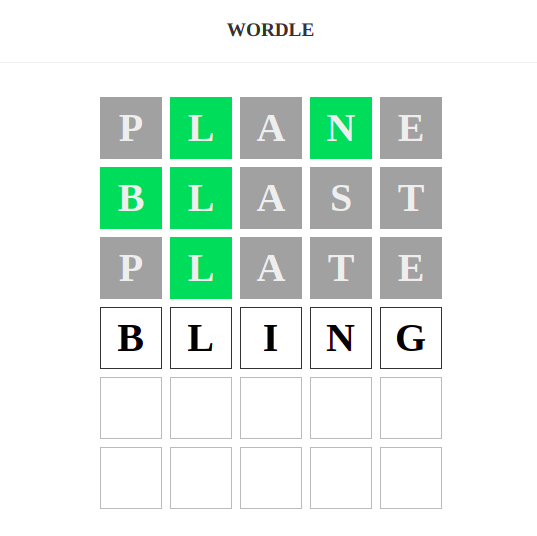 WORDLE
P L A N E
B L A S T
P L A T E
B L I N G